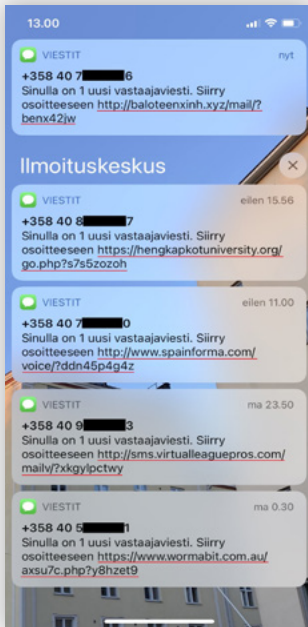 13.00
VIESTIT nyt
+358 40 7 6
Sinulla on 1 uusi vastaajaviesti. Siirry
osoitteeseen http://baloteenxinh.xyz/mail/?
benx42jw
Ilmoituskeskus
VIESTIT eilen 15.56
+358 40 8 7
Sinulla on 1 uusi vastaajaviesti. Siirry
osoitteeseen https://hengkapkotuniversity.org/
go.php?s7s5zozoh
VIESTIT eilen 11.00
+358 40 7 0
Sinulla on 1 uusi vastaajaviesti. Siirry
osoitteeseen http://www.spainforma.com/
voice/?ddn45p4g4z
VIESTIT ma 23.50
+358 40 9 3
Sinulla on 1 uusi vastaajaviesti. Siirry
osoitteeseen http://sms.virtualleaguepros.com/
mailv/?xkgylpctwy
VIESTIT ma 0.30
+358 40 5 1
Sinulla on 1 uusi vastaajaviesti. Siirry
osoitteeseen https://www.wormabit.com.au/
axsu7c.php?y8hzet9